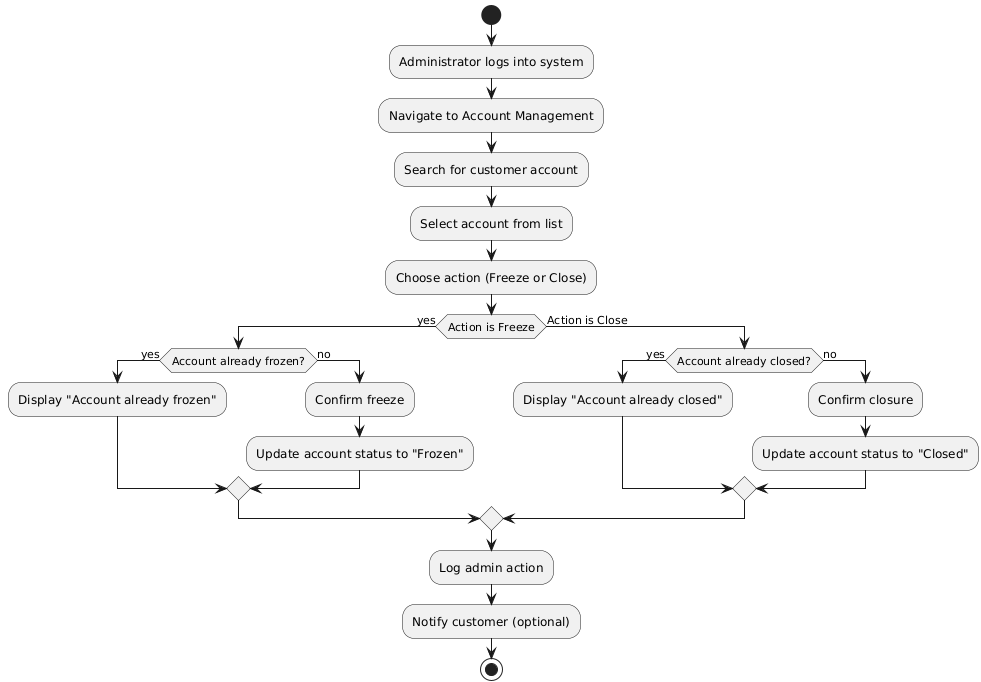 Administrator logs into system
Navigate to Account Management
Search for customer account
Select account from list
Choose action (Freeze or Close)
yes
Action is Freeze
Action is Close
yes
Account already frozen?
no
yes
Account already closed?
no
Display "Account already frozen"
Confirm freeze
Display "Account already closed"
Confirm closure
Update account status to "Frozen"
Update account status to "Closed"
Log admin action
Notify customer (optional)